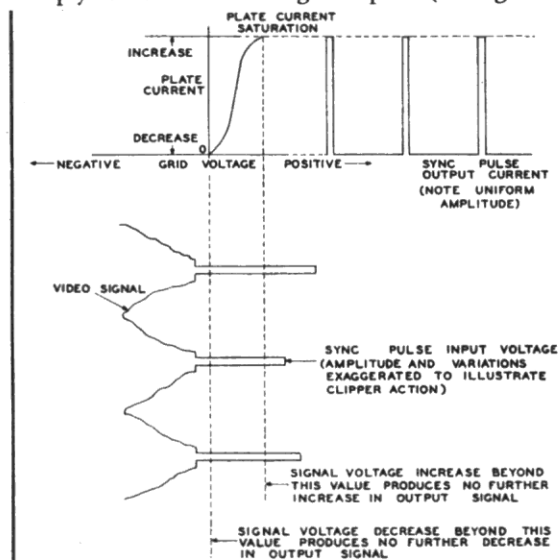 PLATE CURRENT
SATURATION
INCREASE
PLATE
CURRENT
DECREASE
0
NEGATIVE GRID VOLTAGE POSITIVE
SYNC PULSE
OUTPUT CURRENT
(NOTE UNIFORM
AMPLITUDE)
VIDEO SIGNAL
SYNC PULSE INPUT VOLTAGE
(AMPLITUDE AND VARIATIONS
EXAGGERATED TO ILLUSTRATE
CLIPPER ACTION)
SIGNAL VOLTAGE INCREASE BEYOND
THIS VALUE PRODUCES NO FURTHER
INCREASE IN OUTPUT SIGNAL
SIGNAL VOLTAGE DECREASE BEYOND THIS
VALUE PRODUCES NO FURTHER DECREASE
IN OUTPUT SIGNAL